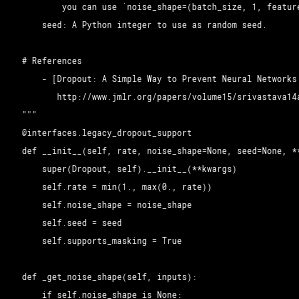 you can use `noise_shape=(batch_size, 1, feature
seed: A Python integer to use as random seed.
# References
- [Dropout: A Simple Way to Prevent Neural Networks
http://www.jmlr.org/papers/volume15/srivastava14a
"""
@interfaces.legacy_dropout_support
def __init__(self, rate, noise_shape=None, seed=None, **
super(Dropout, self).__init__(**kwargs)
self.rate = min(1., max(0., rate))
self.noise_shape = noise_shape
self.seed = seed
self.supports_masking = True
def _get_noise_shape(self, inputs):
if self.noise_shape is None: